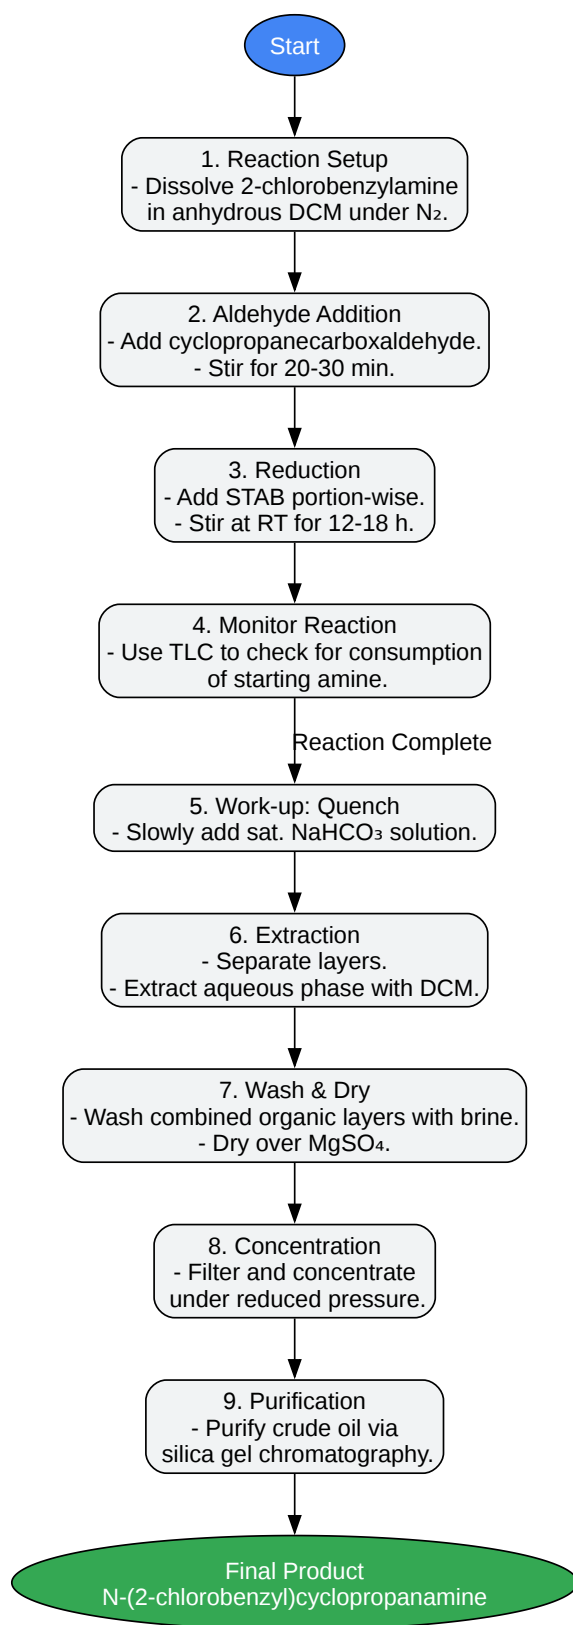 Start
1. Reaction Setup
- Dissolve 2-chlorobenzylamine
in anhydrous DCM under N₂.
2. Aldehyde Addition
- Add cyclopropanecarboxaldehyde.
- Stir for 20-30 min.
3. Reduction
- Add STAB portion-wise.
- Stir at RT for 12-18 h.
4. Monitor Reaction
- Use TLC to check for consumption
of starting amine.
Reaction Complete
5. Work-up: Quench
- Slowly add sat. NaHCO₃ solution.
6. Extraction
- Separate layers.
- Extract aqueous phase with DCM.
7. Wash & Dry
- Wash combined organic layers with brine.
- Dry over MgSO₄.
8. Concentration
- Filter and concentrate
under reduced pressure.
9. Purification
- Purify crude oil via
silica gel chromatography.
Final Product
N-(2-chlorobenzyl)cyclopropanamine